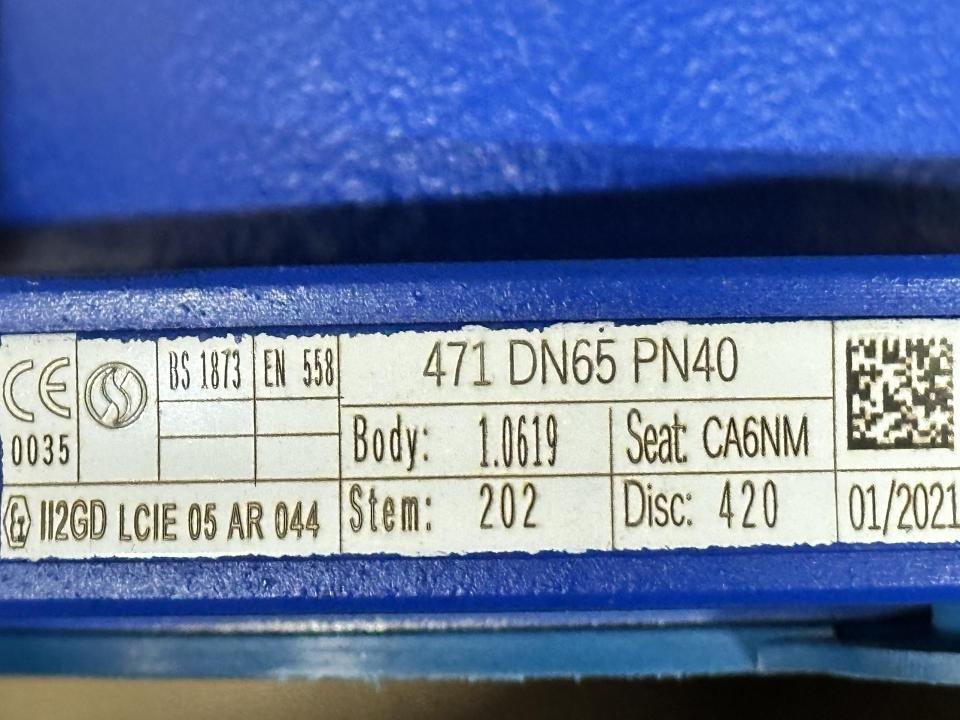 CE
0035
BS 1873
EN 558
471 DN65 PN40
Body: 1.0619
Seat: CA6NM
Ex II2GD LCIE 05 AR 044
Stem: 202
Disc: 420
01/2021